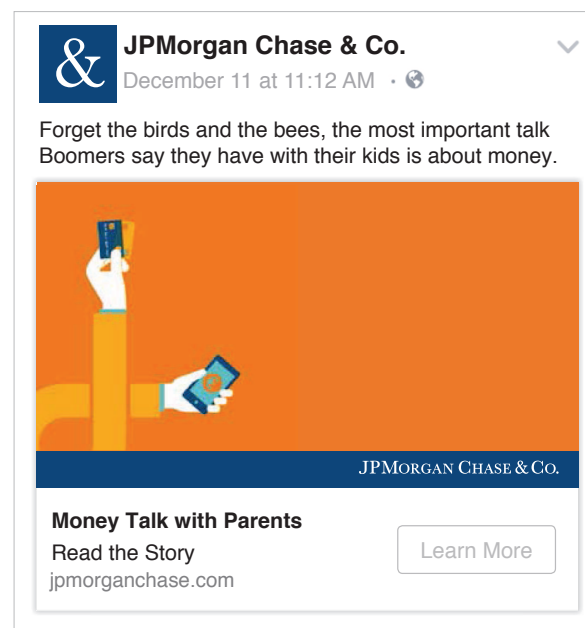 &
JPMorgan Chase & Co.
December 11 at 11:12 AM ·
Forget the birds and the bees, the most important talk
Boomers say they have with their kids is about money.
JPMORGAN CHASE & CO.
Money Talk with Parents
Read the Story
jpmorganchase.com
Learn More